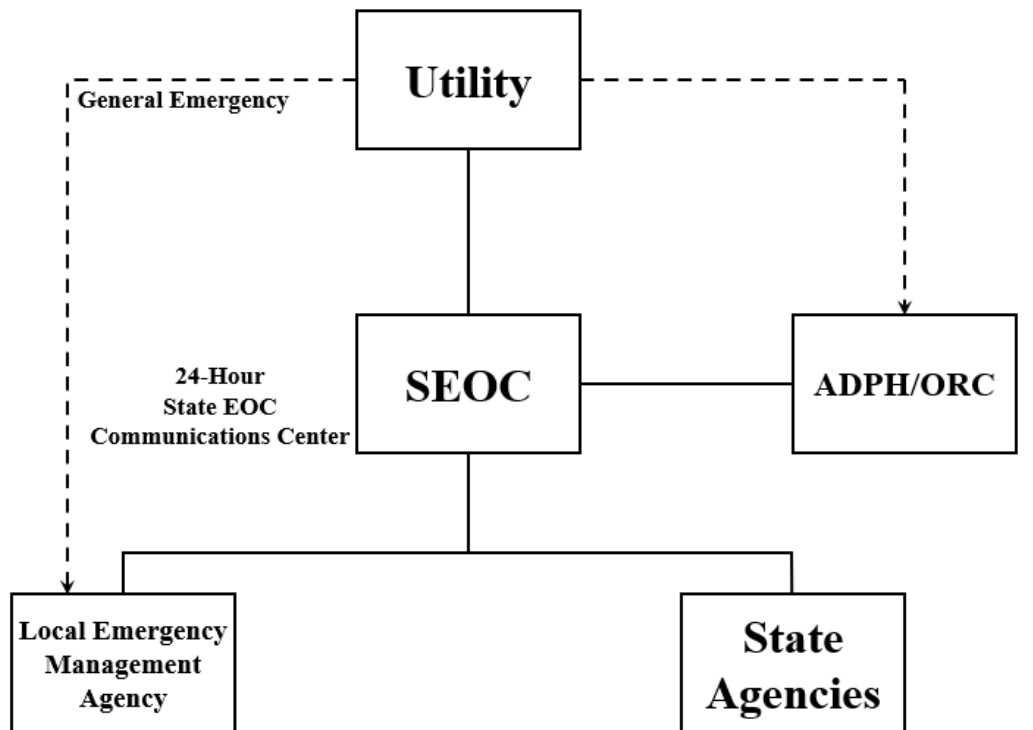 Utility
General Emergency
24-Hour
State EOC
Communications Center
SEOC
ADPH/ORC
Local Emergency
Management
Agency
State
Agencies